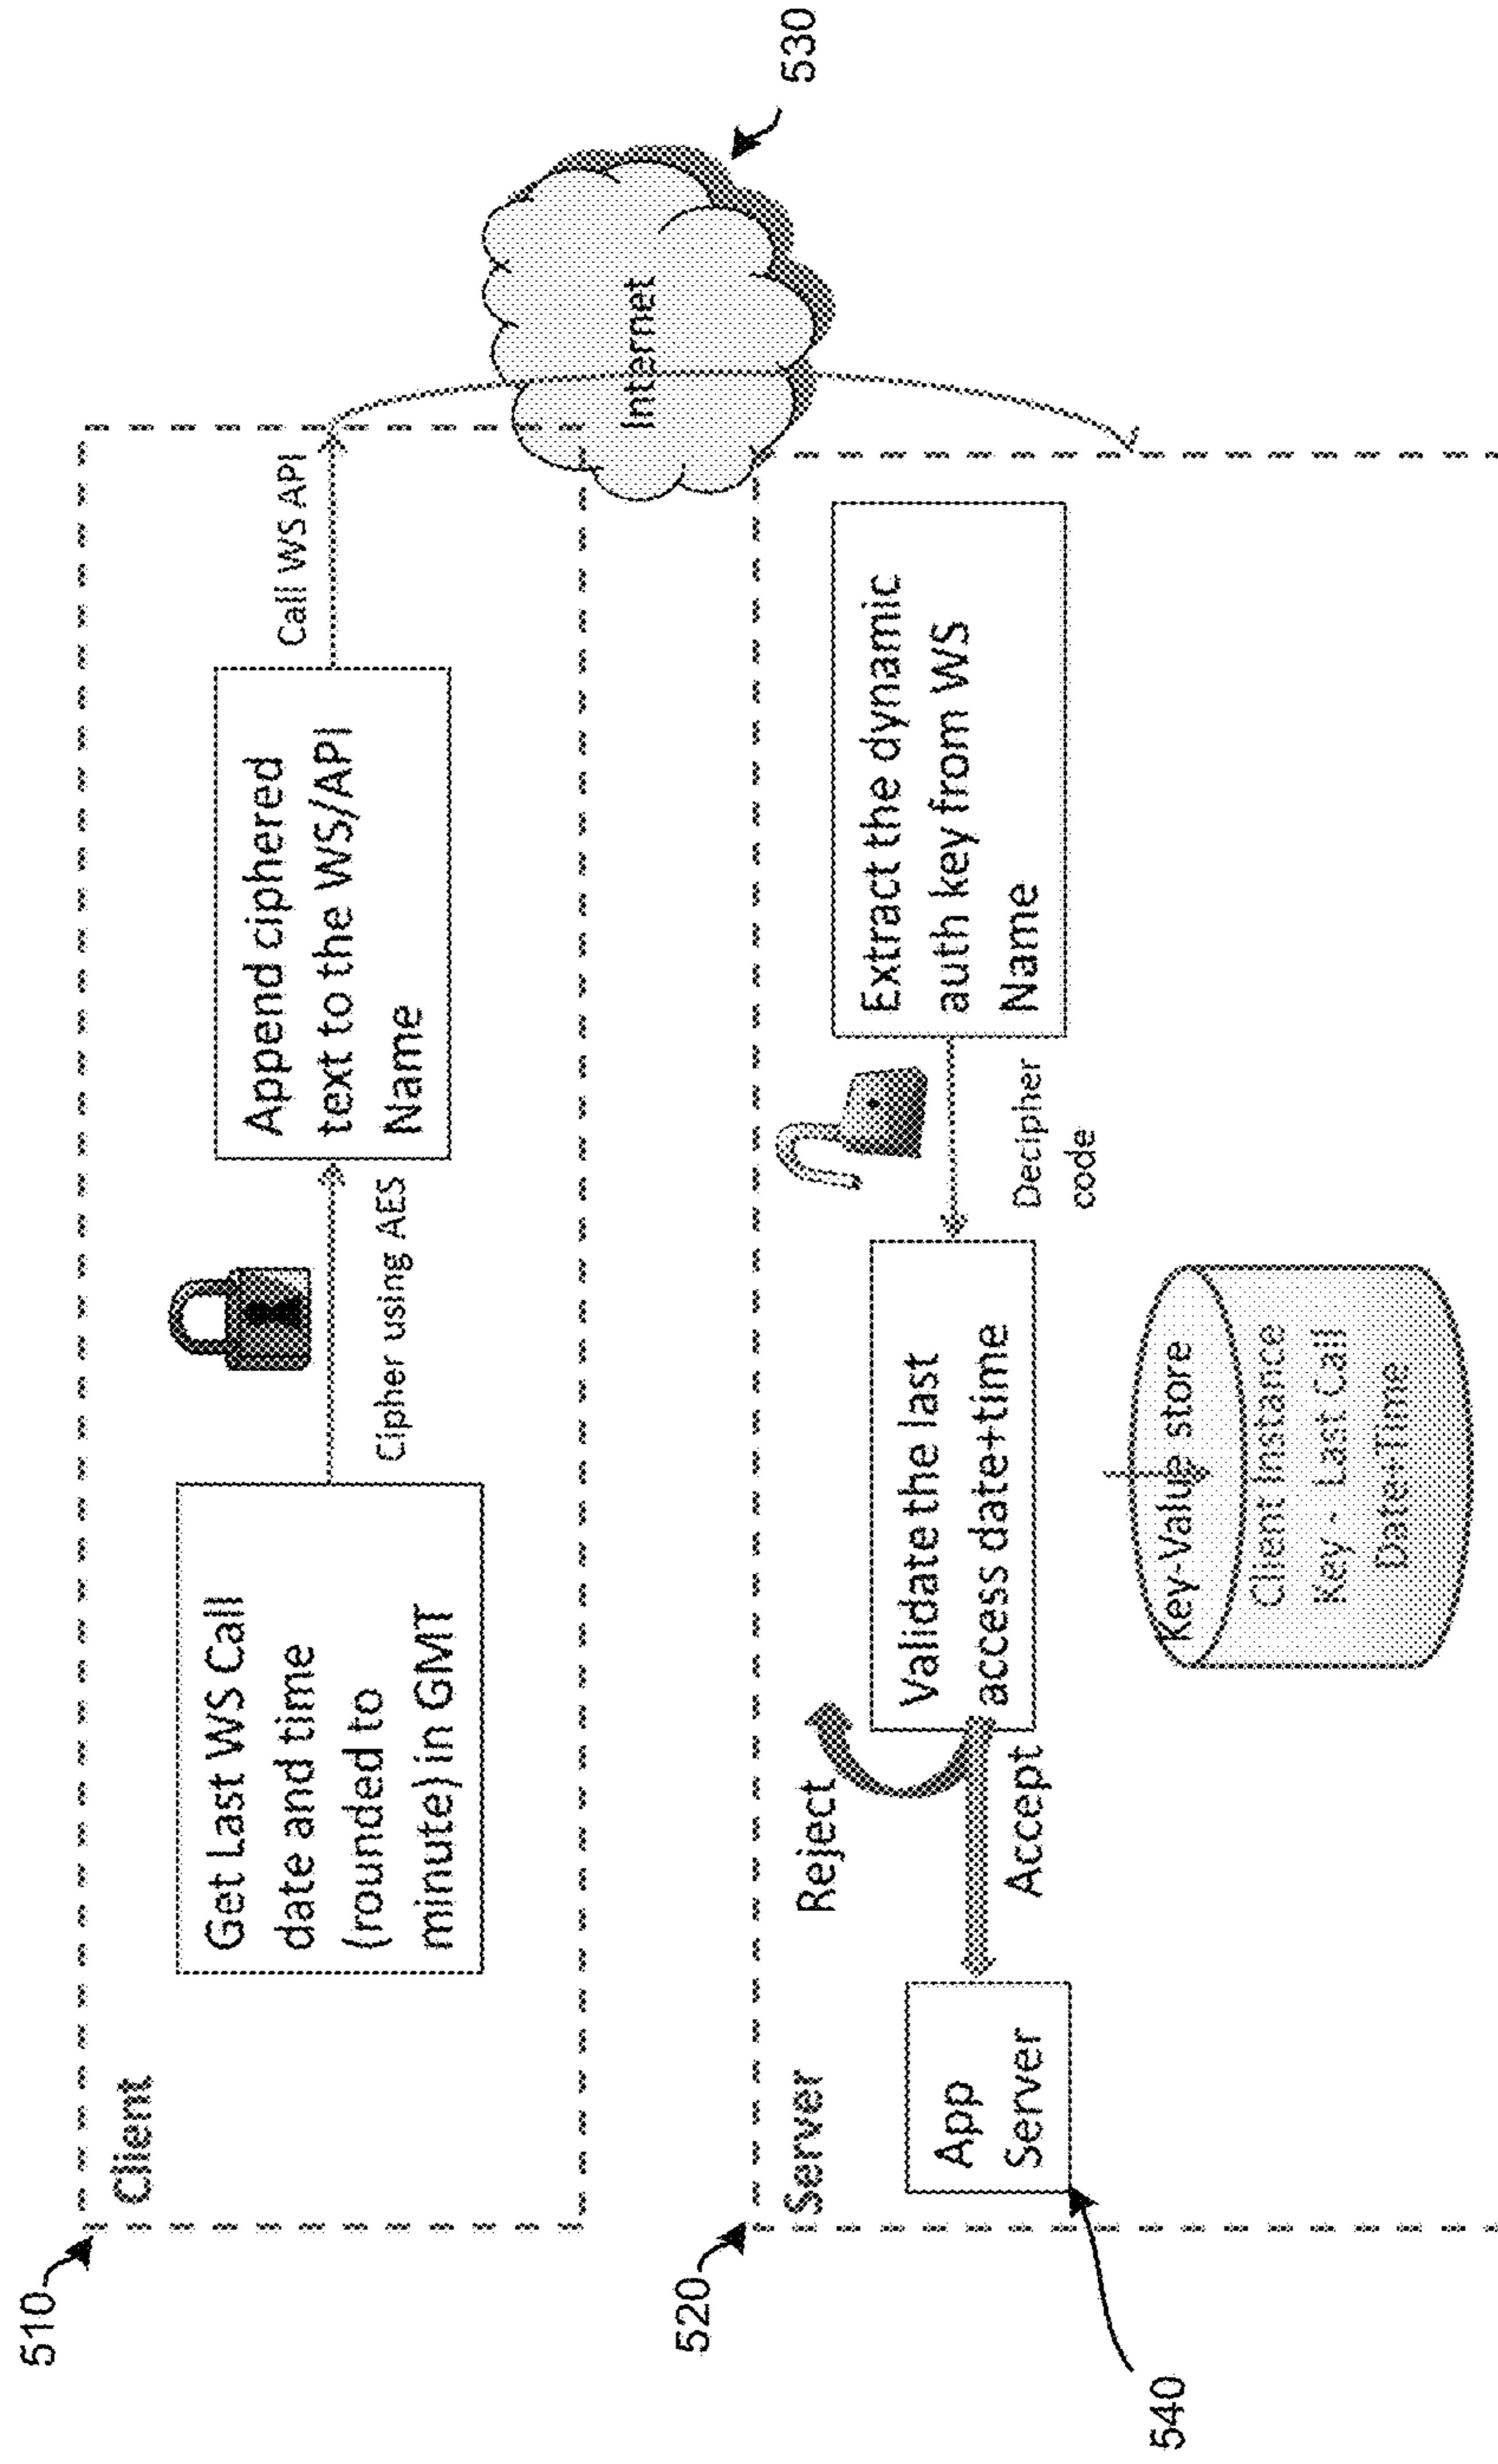 510
Client
Get Last WS Call
date and time
(rounded to
minute) in GMT
Cipher using AES
Append ciphered
text to the WS/API
Name
Call WS API
Internet
530
520
Server
Extract the dynamic
auth key from WS
Name
Decipher
code
Validate the last
access date+time
Reject
Accept
App
Server
540
Key-Value store
Client Instance
Key - Last Call
Date+Time